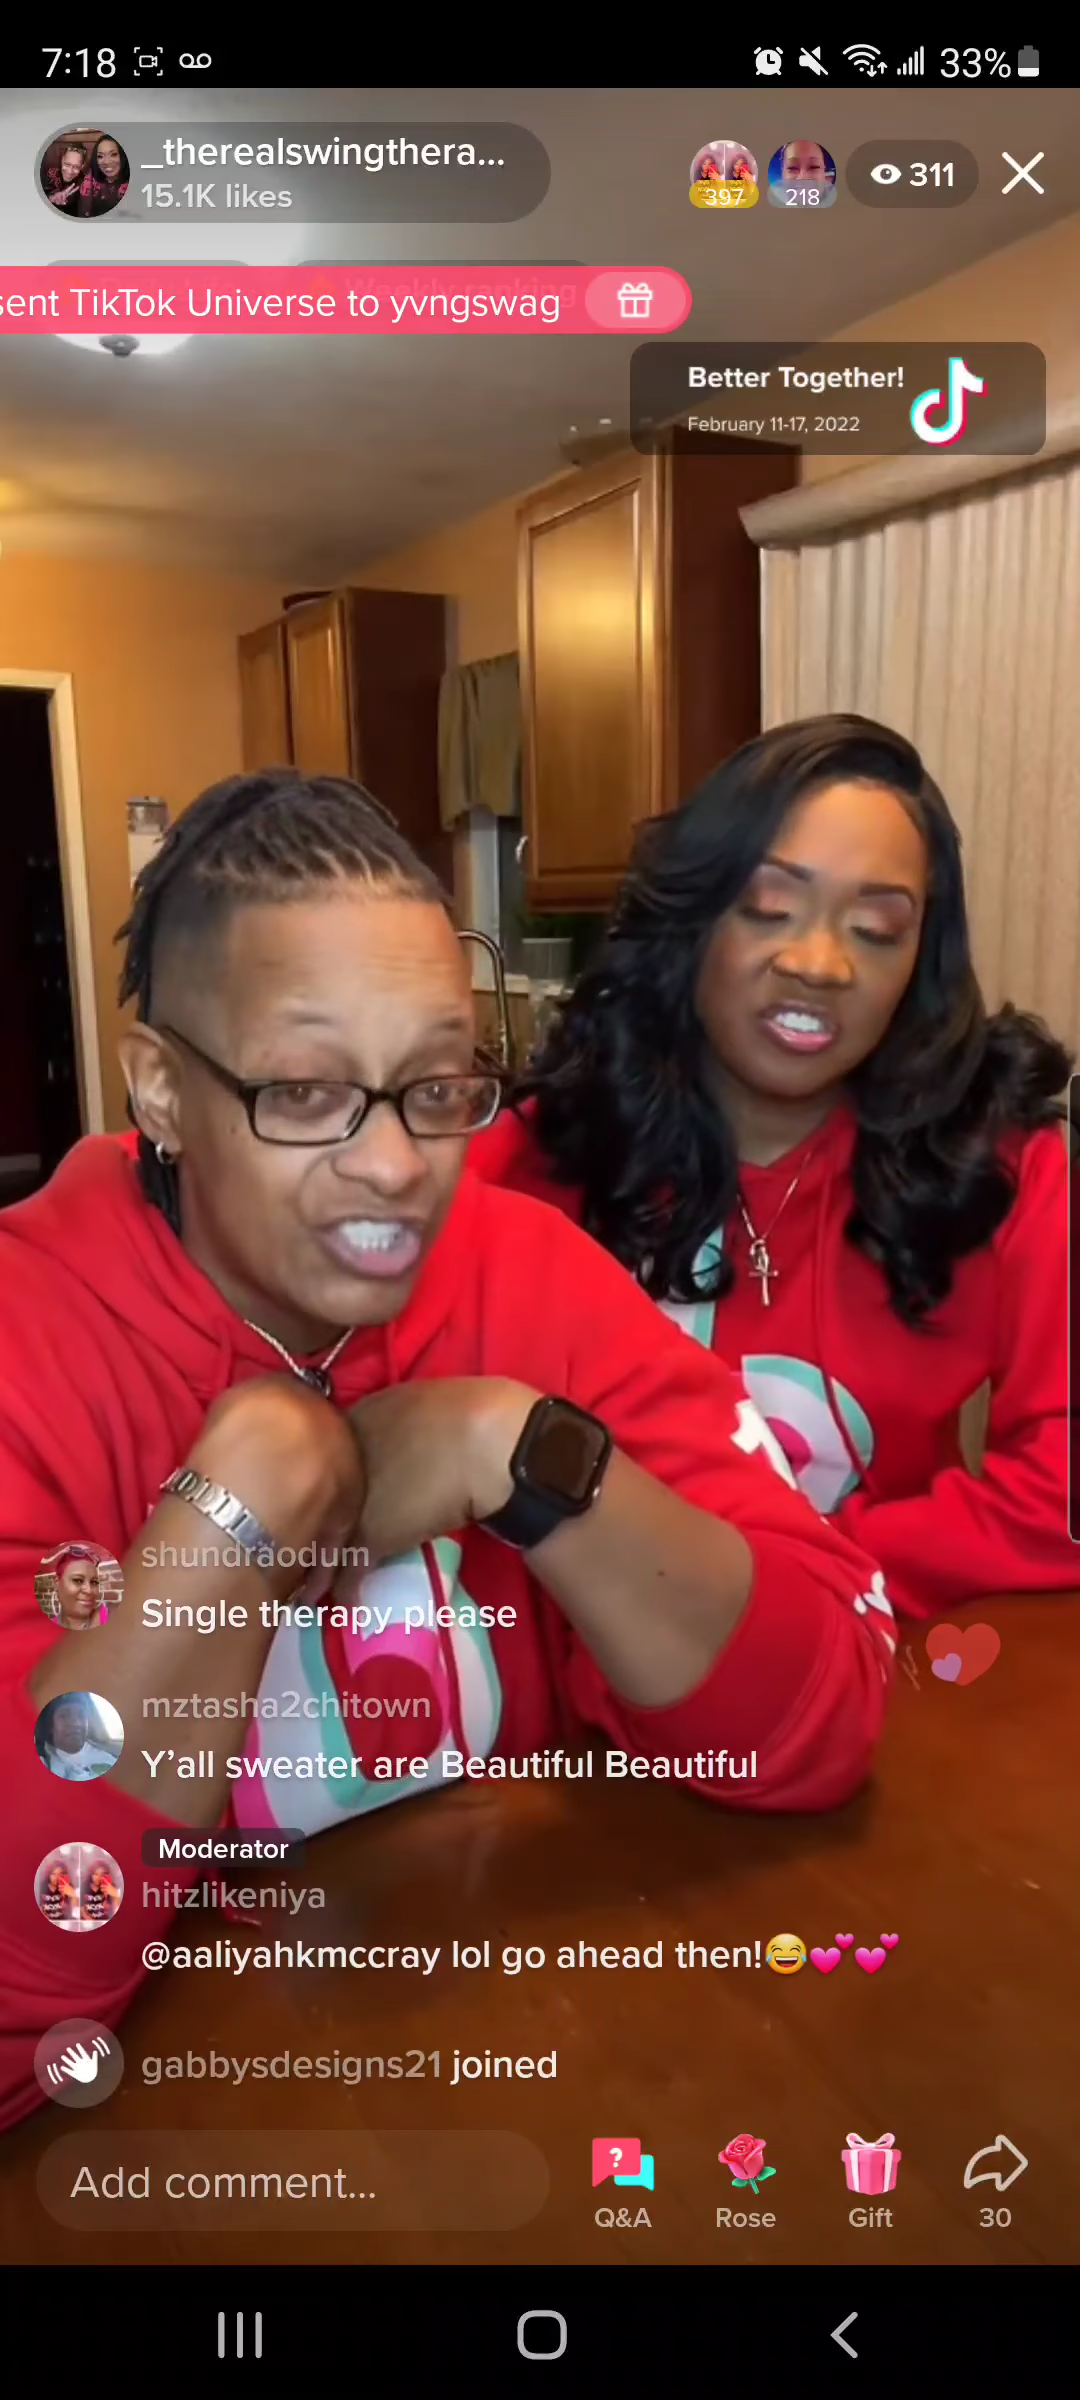 7:18
33%
_therealswingthera...
15.1K likes
397
218
311
Weekly ranking
sent TikTok Universe to yvngswag
Better Together!
February 11-17, 2022
shundraodum
Single therapy please
mztasha2chitown
Y’all sweater are Beautiful Beautiful
Moderator
hitzlikeniya
@aaliyahkmccray lol go ahead then!😂💕💕
gabbysdesigns21 joined
Add comment...
?
Q&A
Rose
Gift
30